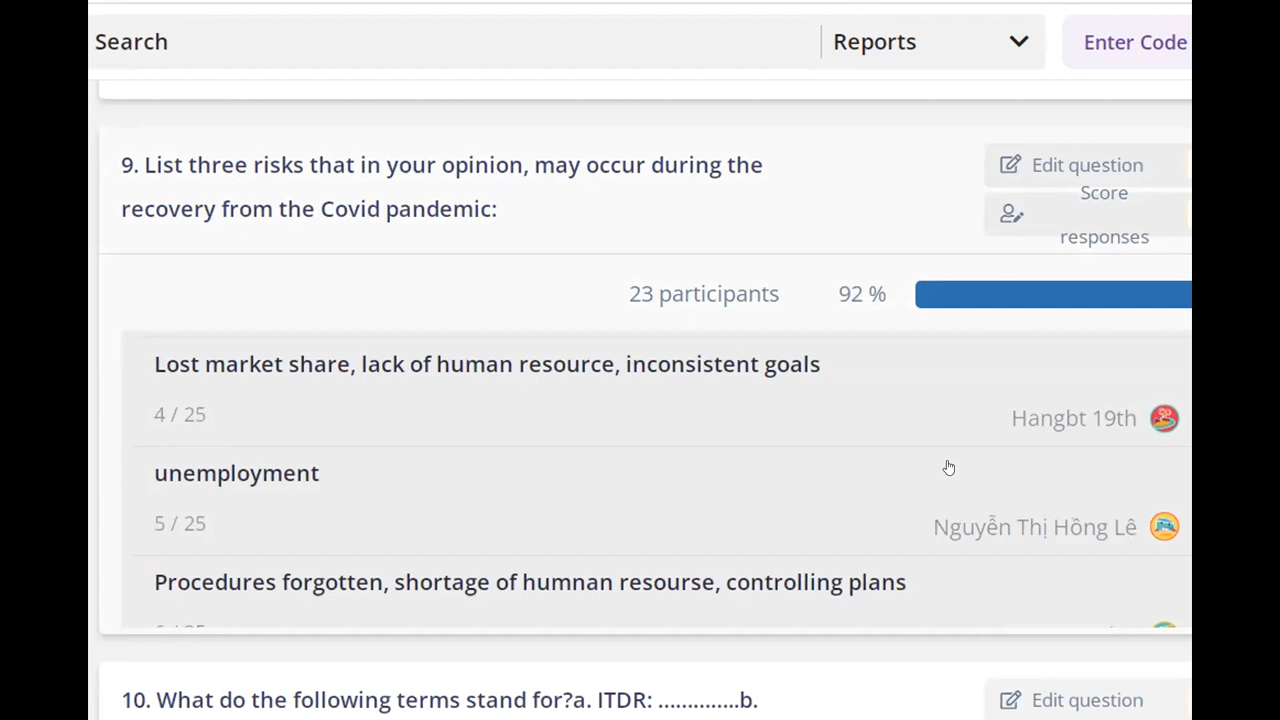 Search
Reports
Enter Code
9. List three risks that in your opinion, may occur during the
recovery from the Covid pandemic:
Edit question
Score
responses
23 participants
92 %
Lost market share, lack of human resource, inconsistent goals
4 / 25
Hangbt 19th
unemployment
5 / 25
Nguyễn Thị Hồng Lê
Procedures forgotten, shortage of humnan resourse, controlling plans
10. What do the following terms stand for?a. ITDR: ..............b.
Edit question